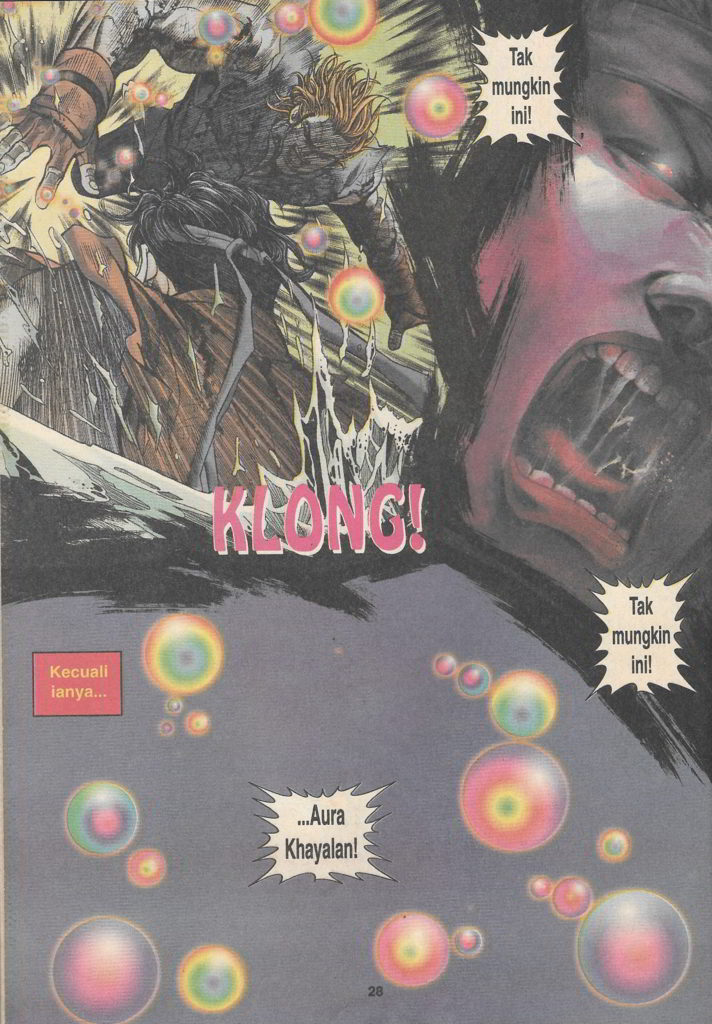 Tak
mungkin
ini!
KLONG!
Tak
mungkin
ini!
Kecuali
ianya...
...Aura
Khayalan!
28